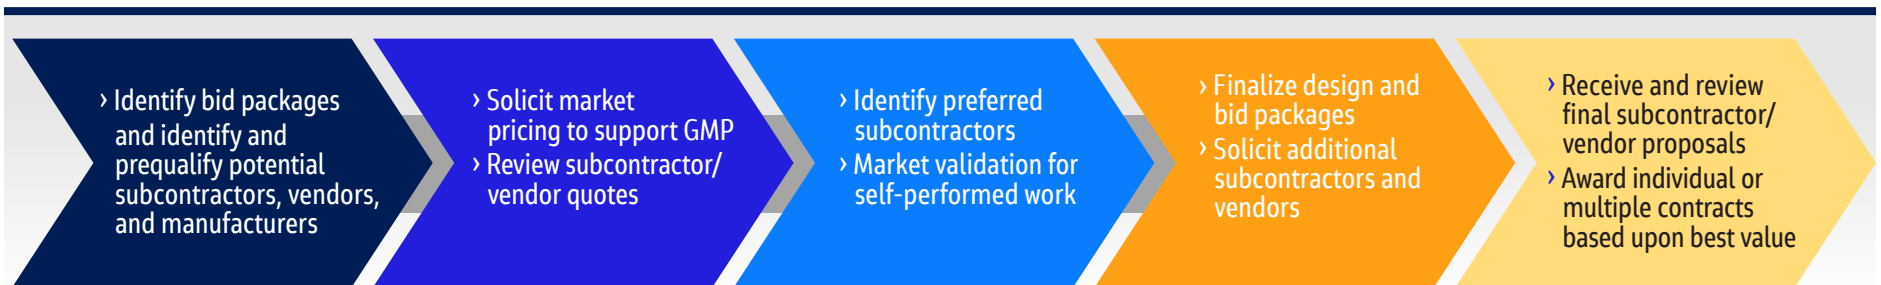 › Identify bid packages
and identify and
prequalify potential
subcontractors, vendors,
and manufacturers
› Solicit market
pricing to support GMP
› Review subcontractor/
vendor quotes
› Identify preferred
subcontractors
› Market validation for
self-performed work
› Finalize design and
bid packages
› Solicit additional
subcontractors and
vendors
› Receive and review
final subcontractor/
vendor proposals
› Award individual or
multiple contracts
based upon best value